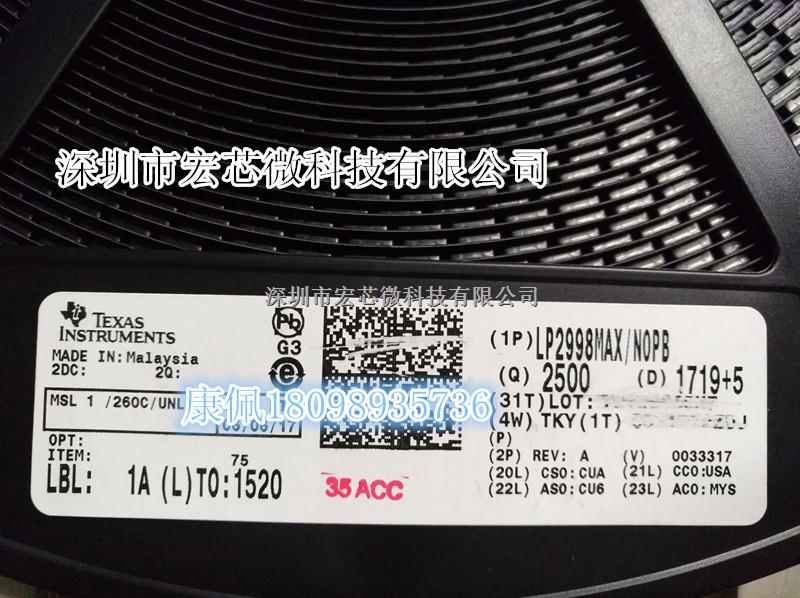 深圳市宏芯微科技有限公司
深圳市宏芯微科技有限公司
TEXAS
INSTRUMENTS
MADE IN: Malaysia
2DC: 2Q:
MSL 1 /260C/UNL
康佩18098935736
OPT:
ITEM:
75
LBL: 1A (L)TO:1520
Pb
G3
e
35 ACC
(1P) LP2998MAX/NOPB
(Q) 2500 (D) 1719+5
(31T) LOT:
(4W) TKY(1T)
(P)
(2P) REV: A (V) 0033317
(20L) CSO: CUA (21L) CCO:USA
(22L) ASO: CU6 (23L) ACO: MYS